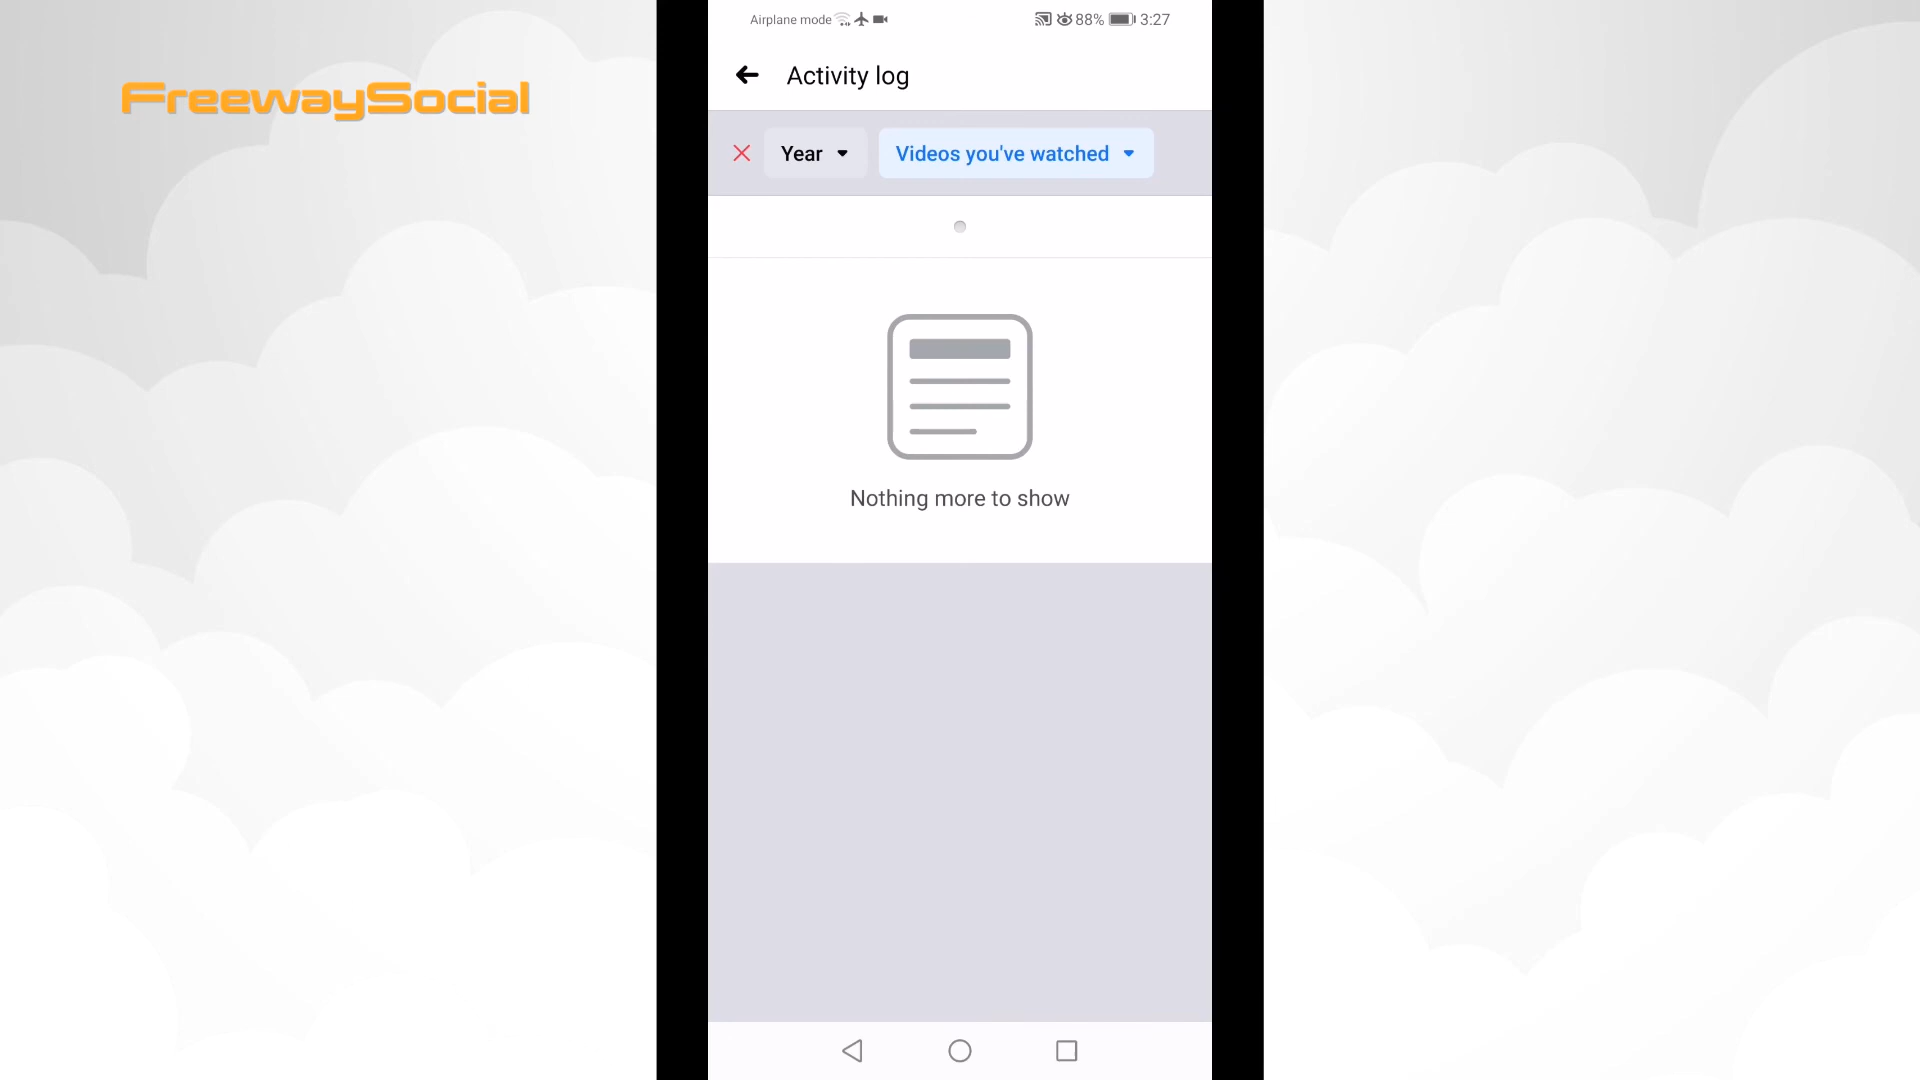 FreewaySocial
Airplane mode 88% 3:27
Activity log
Year Videos you've watched
Nothing more to show